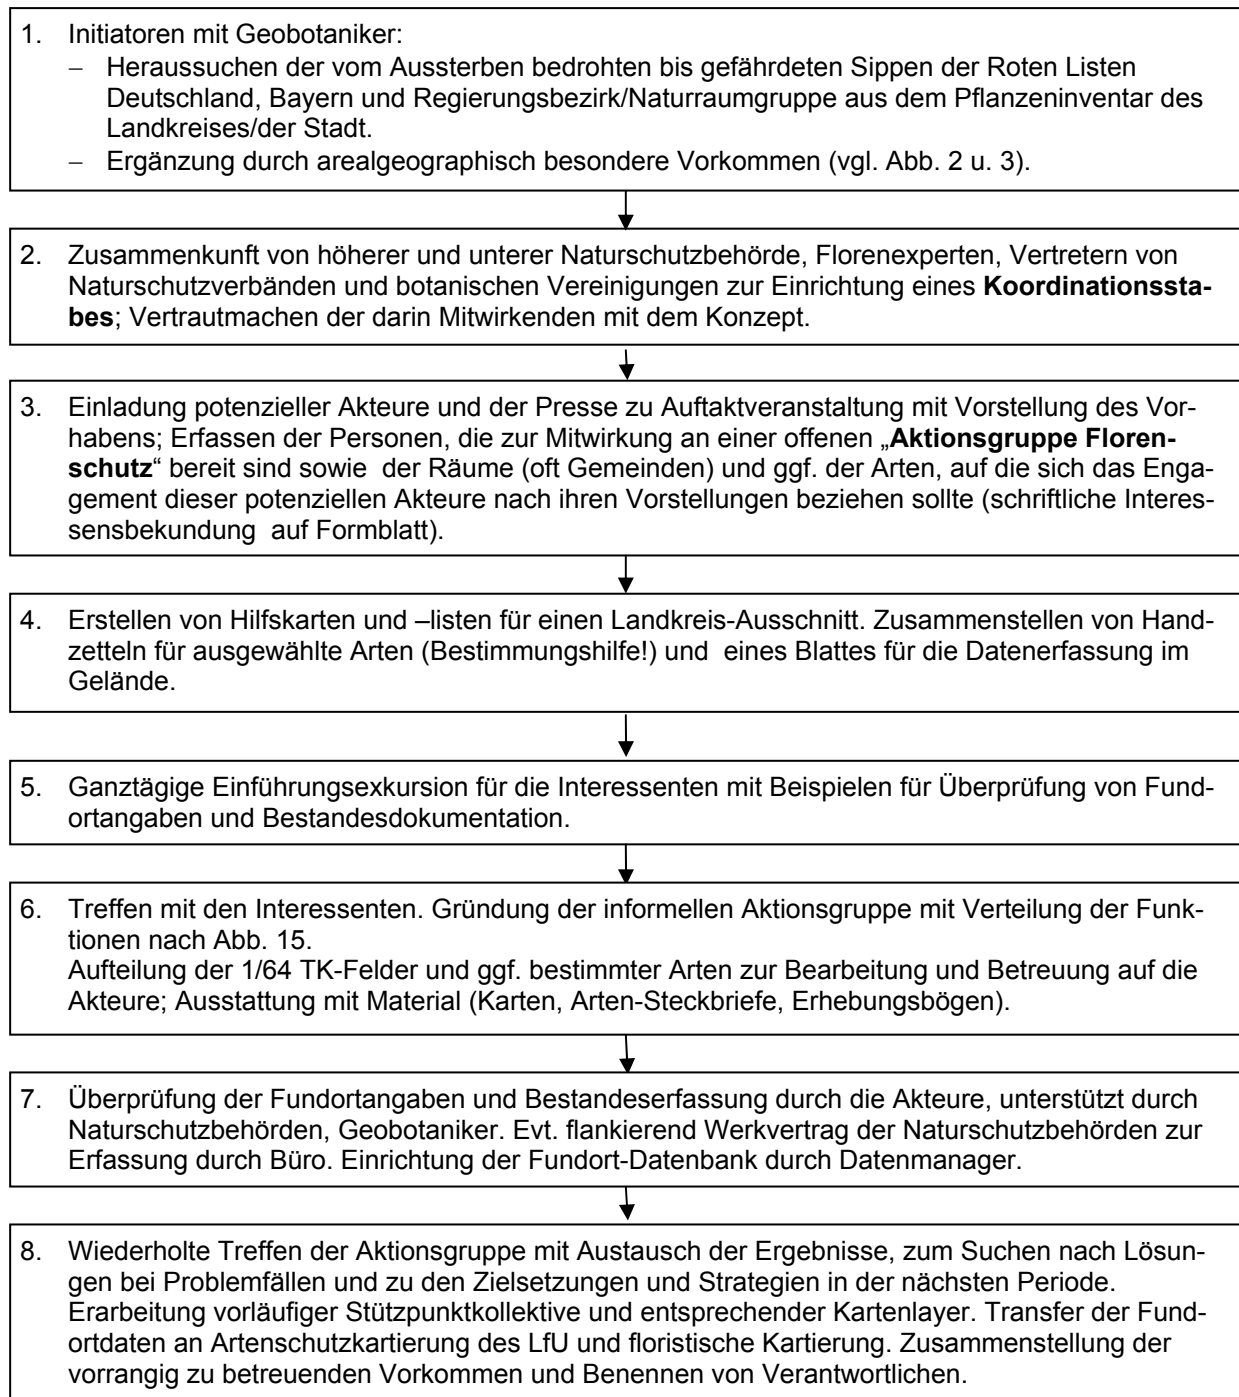 1. Initiatoren mit Geobotaniker:
– Heraussuchen der vom Aussterben bedrohten bis gefährdeten Sippen der Roten Listen
Deutschland, Bayern und Regierungsbezirk/Naturraumgruppe aus dem Pflanzeninventar des
Landkreises/der Stadt.
– Ergänzung durch arealgeographisch besondere Vorkommen (vgl. Abb. 2 u. 3).
2. Zusammenkunft von höherer und unterer Naturschutzbehörde, Florenexperten, Vertretern von
Naturschutzverbänden und botanischen Vereinigungen zur Einrichtung eines Koordinationssta-
bes; Vertrautmachen der darin Mitwirkenden mit dem Konzept.
3. Einladung potenzieller Akteure und der Presse zu Auftaktveranstaltung mit Vorstellung des Vor-
habens; Erfassen der Personen, die zur Mitwirkung an einer offenen „Aktionsgruppe Floren-
schutz“ bereit sind sowie der Räume (oft Gemeinden) und ggf. der Arten, auf die sich das Enga-
gement dieser potenziellen Akteure nach ihren Vorstellungen beziehen sollte (schriftliche Interes-
sensbekundung auf Formblatt).
4. Erstellen von Hilfskarten und –listen für einen Landkreis-Ausschnitt. Zusammenstellen von Hand-
zetteln für ausgewählte Arten (Bestimmungshilfe!) und eines Blattes für die Datenerfassung im
Gelände.
5. Ganztägige Einführungsexkursion für die Interessenten mit Beispielen für Überprüfung von Fund-
ortangaben und Bestandesdokumentation.
6. Treffen mit den Interessenten. Gründung der informellen Aktionsgruppe mit Verteilung der Funk-
tionen nach Abb. 15.
Aufteilung der 1/64 TK-Felder und ggf. bestimmter Arten zur Bearbeitung und Betreuung auf die
Akteure; Ausstattung mit Material (Karten, Arten-Steckbriefe, Erhebungsbögen).
7. Überprüfung der Fundortangaben und Bestandeserfassung durch die Akteure, unterstützt durch
Naturschutzbehörden, Geobotaniker. Evt. flankierend Werkvertrag der Naturschutzbehörden zur
Erfassung durch Büro. Einrichtung der Fundort-Datenbank durch Datenmanager.
8. Wiederholte Treffen der Aktionsgruppe mit Austausch der Ergebnisse, zum Suchen nach Lösun-
gen bei Problemfällen und zu den Zielsetzungen und Strategien in der nächsten Periode.
Erarbeitung vorläufiger Stützpunktkollektive und entsprechender Kartenlayer. Transfer der Fund-
ortdaten an Artenschutzkartierung des LfU und floristische Kartierung. Zusammenstellung der
vorrangig zu betreuenden Vorkommen und Benennen von Verantwortlichen.